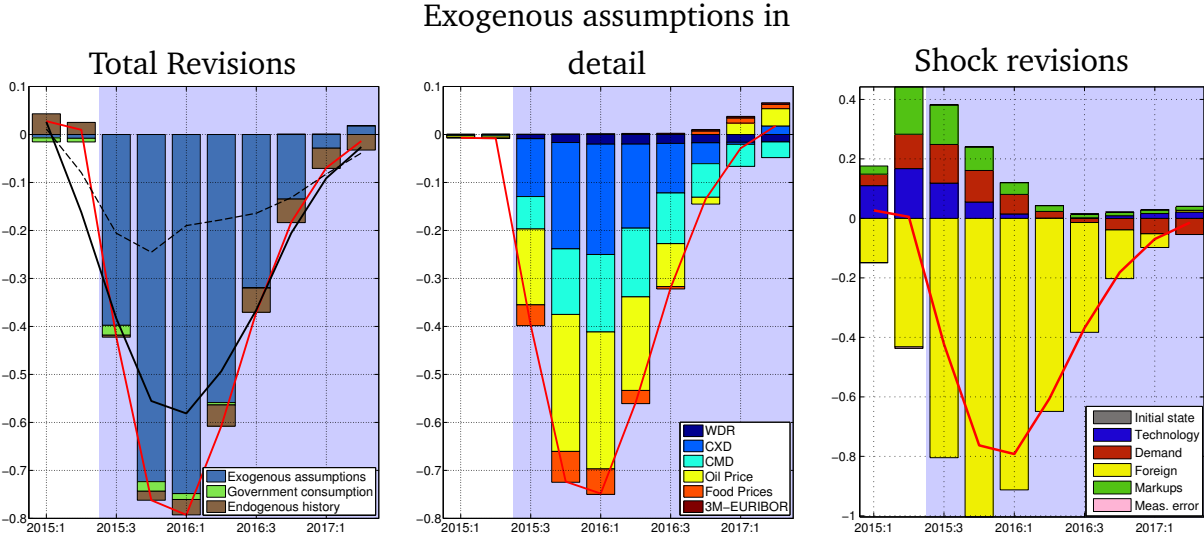 Exogenous assumptions in
Total Revisions
detail
Shock revisions
0.1
0
−0.1
−0.2
−0.3
−0.4
−0.5
−0.6
−0.7
−0.8
2015:1
2015:3
2016:1
2016:3
2017:1
Exogenous assumptions
Government consumption
Endogenous history
0.1
0
−0.1
−0.2
−0.3
−0.4
−0.5
−0.6
−0.7
−0.8
2015:1
2015:3
2016:1
2016:3
2017:1
WDR
CXD
CMD
Oil Price
Food Prices
3M−EURIBOR
0.4
0.2
0
−0.2
−0.4
−0.6
−0.8
−1
2015:1
2015:3
2016:1
2016:3
2017:1
Initial state
Technology
Demand
Foreign
Markups
Meas. error